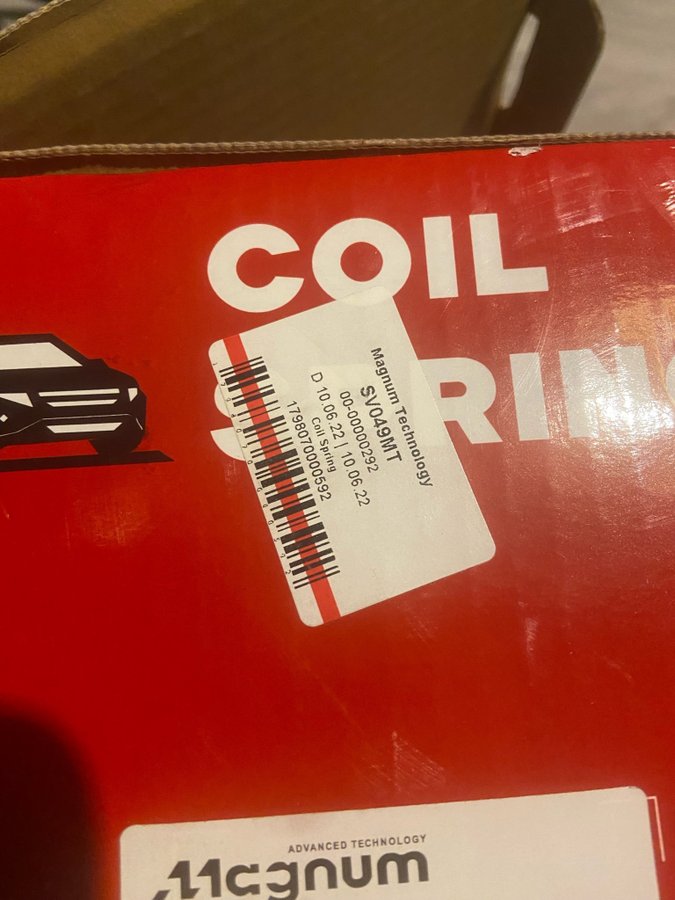 COIL
SPRING
Magnum Technology
SV049MT
00-00000292
D 10.06.22 | 10.06.22
Coil Spring
1798070000592
ADVANCED TECHNOLOGY
Magnum